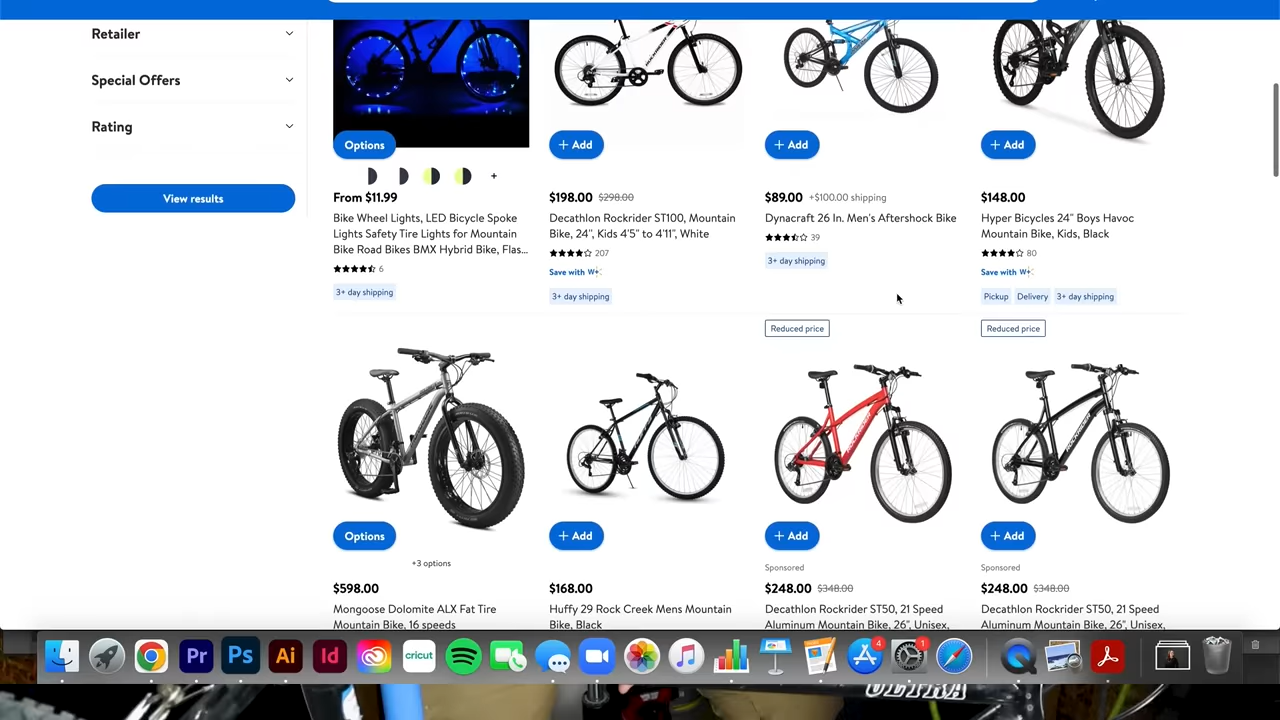 Retailer
Special Offers
Rating
View results
Options
+
From $11.99
Bike Wheel Lights, LED Bicycle Spoke
Lights Safety Tire Lights for Mountain
Bike Road Bikes BMX Hybrid Bike, Flas...
6
3+ day shipping
+ Add
$198.00 $298.00
Decathlon Rockrider ST100, Mountain
Bike, 24", Kids 4'5" to 4'11", White
207
Save with W+
3+ day shipping
+ Add
$89.00 +$100.00 shipping
Dynacraft 26 In. Men's Aftershock Bike
39
3+ day shipping
+ Add
$148.00
Hyper Bicycles 24" Boys Havoc
Mountain Bike, Kids, Black
80
Save with W+
Pickup Delivery 3+ day shipping
Options
+3 options
$598.00
Mongoose Dolomite ALX Fat Tire
Mountain Bike, 16 speeds
+ Add
$168.00
Huffy 29 Rock Creek Mens Mountain
Bike, Black
Reduced price
+ Add
Sponsored
$248.00 $348.00
Decathlon Rockrider ST50, 21 Speed
Aluminum Mountain Bike, 26", Unisex,
Reduced price
+ Add
Sponsored
$248.00 $348.00
Decathlon Rockrider ST50, 21 Speed
Aluminum Mountain Bike, 26", Unisex,
Pr
Ps
Ai
Id
cricut
4
1
ULTRA